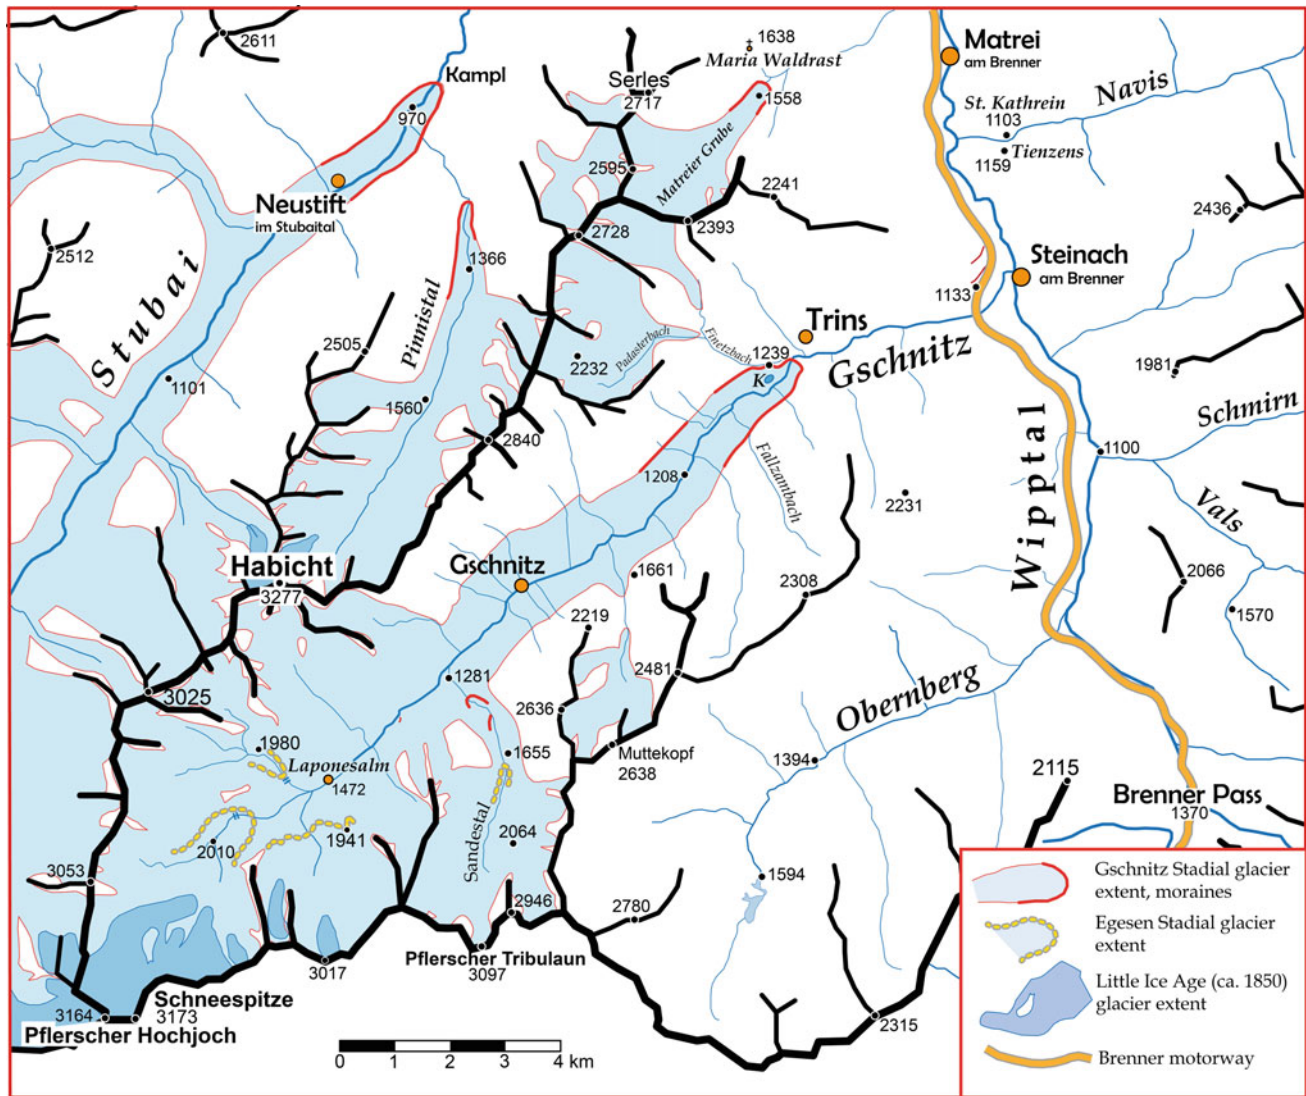 2611
Kampl
970
Neustift
im Stubaital
Stubai
2512
1101
2505
Pinnistal
1366
1560
2840
Serles
2717
1638
Maria Waldrast
1558
2595
Matreier Grube
2241
2393
2728
2232
Padasterbach
Finetzbach
1239
K
Trins
Gschnitz
Matrei
am Brenner
Navis
St. Kathrein
1103
1159
Tienzens
2436
Steinach
am Brenner
1133
1981
Schmirn
1100
Wipptal
Vals
2066
1570
1208
Fallzambach
2231
Habicht
3277
Gschnitz
1661
2308
2219
2481
3025
1281
2636
Obernberg
1980
Laponesalm
1472
1655
Muttekopf
2638
1394
2115
Brenner Pass
1370
2010
1941
Sandestal
2064
3053
1594
2946
2780
Pflerscher Tribulaun
3097
3017
Schneespitze
3164
3173
Pflerscher Hochjoch
2315
0
1
2
3
4 km
Gschnitz Stadial glacier
extent, moraines
Egesen Stadial glacier
extent
Little Ice Age (ca. 1850)
glacier extent
Brenner motorway